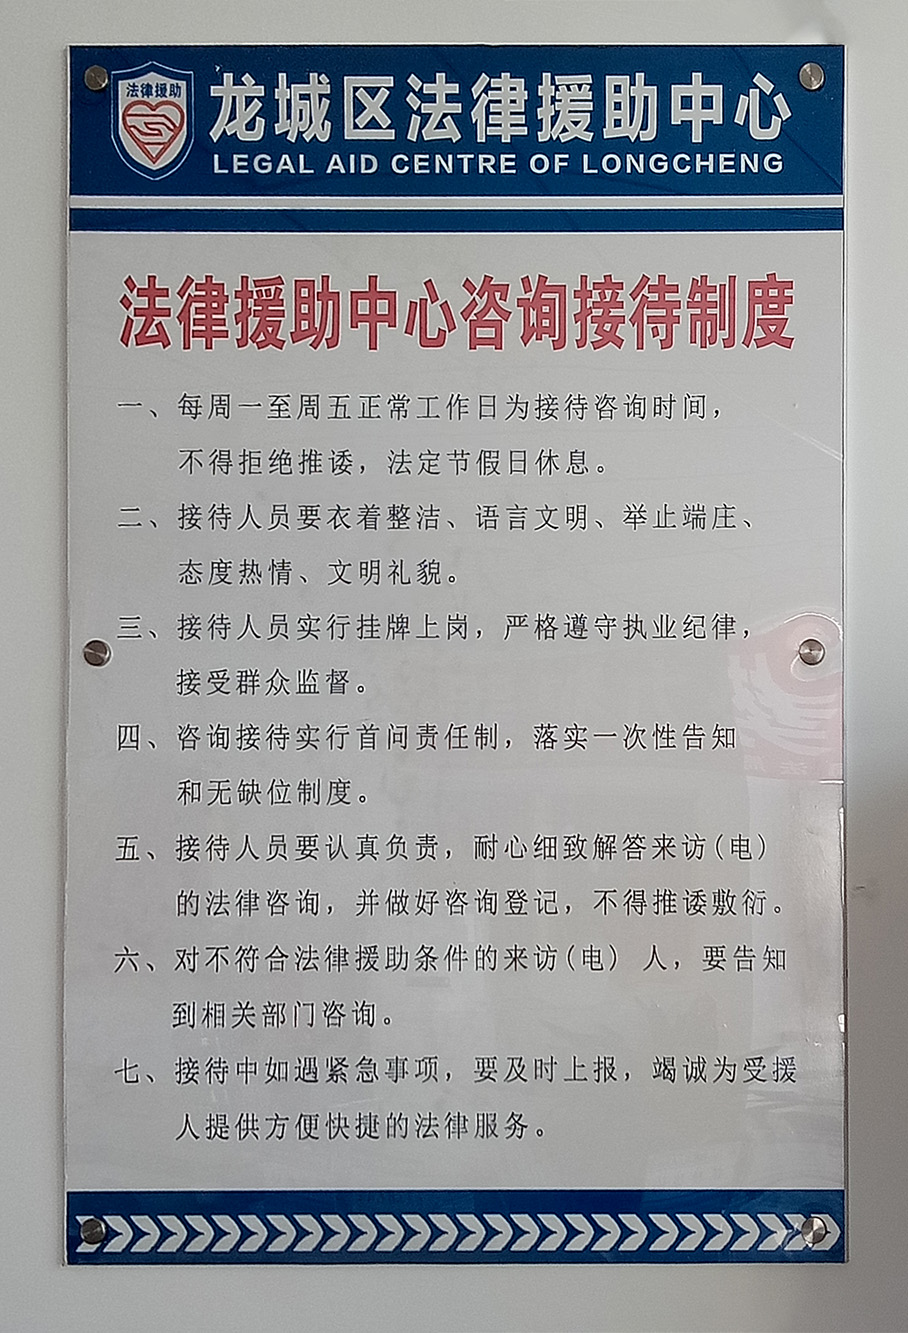 法律援助
龙城区法律援助中心
LEGAL AID CENTRE OF LONGCHENG
法律援助中心咨询接待制度
一、每周一至周五正常工作日为接待咨询时间，
不得拒绝推诿，法定节假日休息。
二、接待人员要衣着整洁、语言文明、举止端庄、
态度热情、文明礼貌。
三、接待人员实行挂牌上岗，严格遵守执业纪律，
接受群众监督。
四、咨询接待实行首问责任制，落实一次性告知
和无缺位制度。
五、接待人员要认真负责，耐心细致解答来访(电)
的法律咨询，并做好咨询登记，不得推诿敷衍。
六、对不符合法律援助条件的来访(电) 人，要告知
到相关部门咨询。
七、接待中如遇紧急事项，要及时上报，竭诚为受援
人提供方便快捷的法律服务。